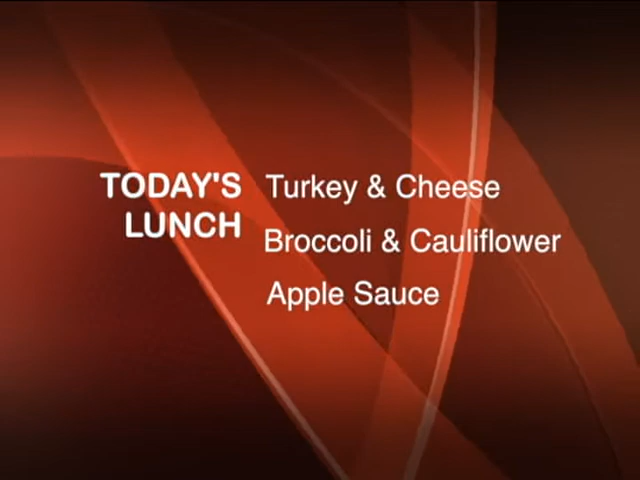 TODAY'S
LUNCH
Turkey & Cheese
Broccoli & Cauliflower
Apple Sauce